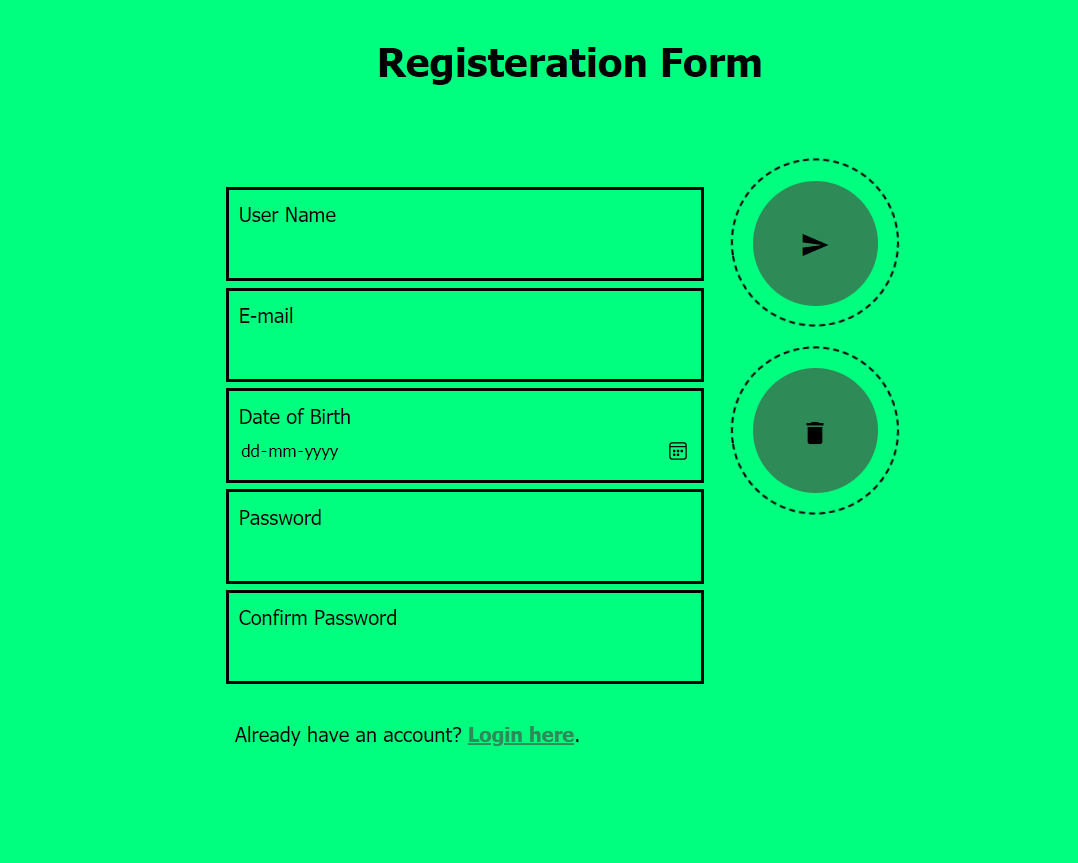 Registeration Form
User Name
E-mail
Date of Birth
dd-mm-yyyy
Password
Confirm Password
Already have an account? Login here.